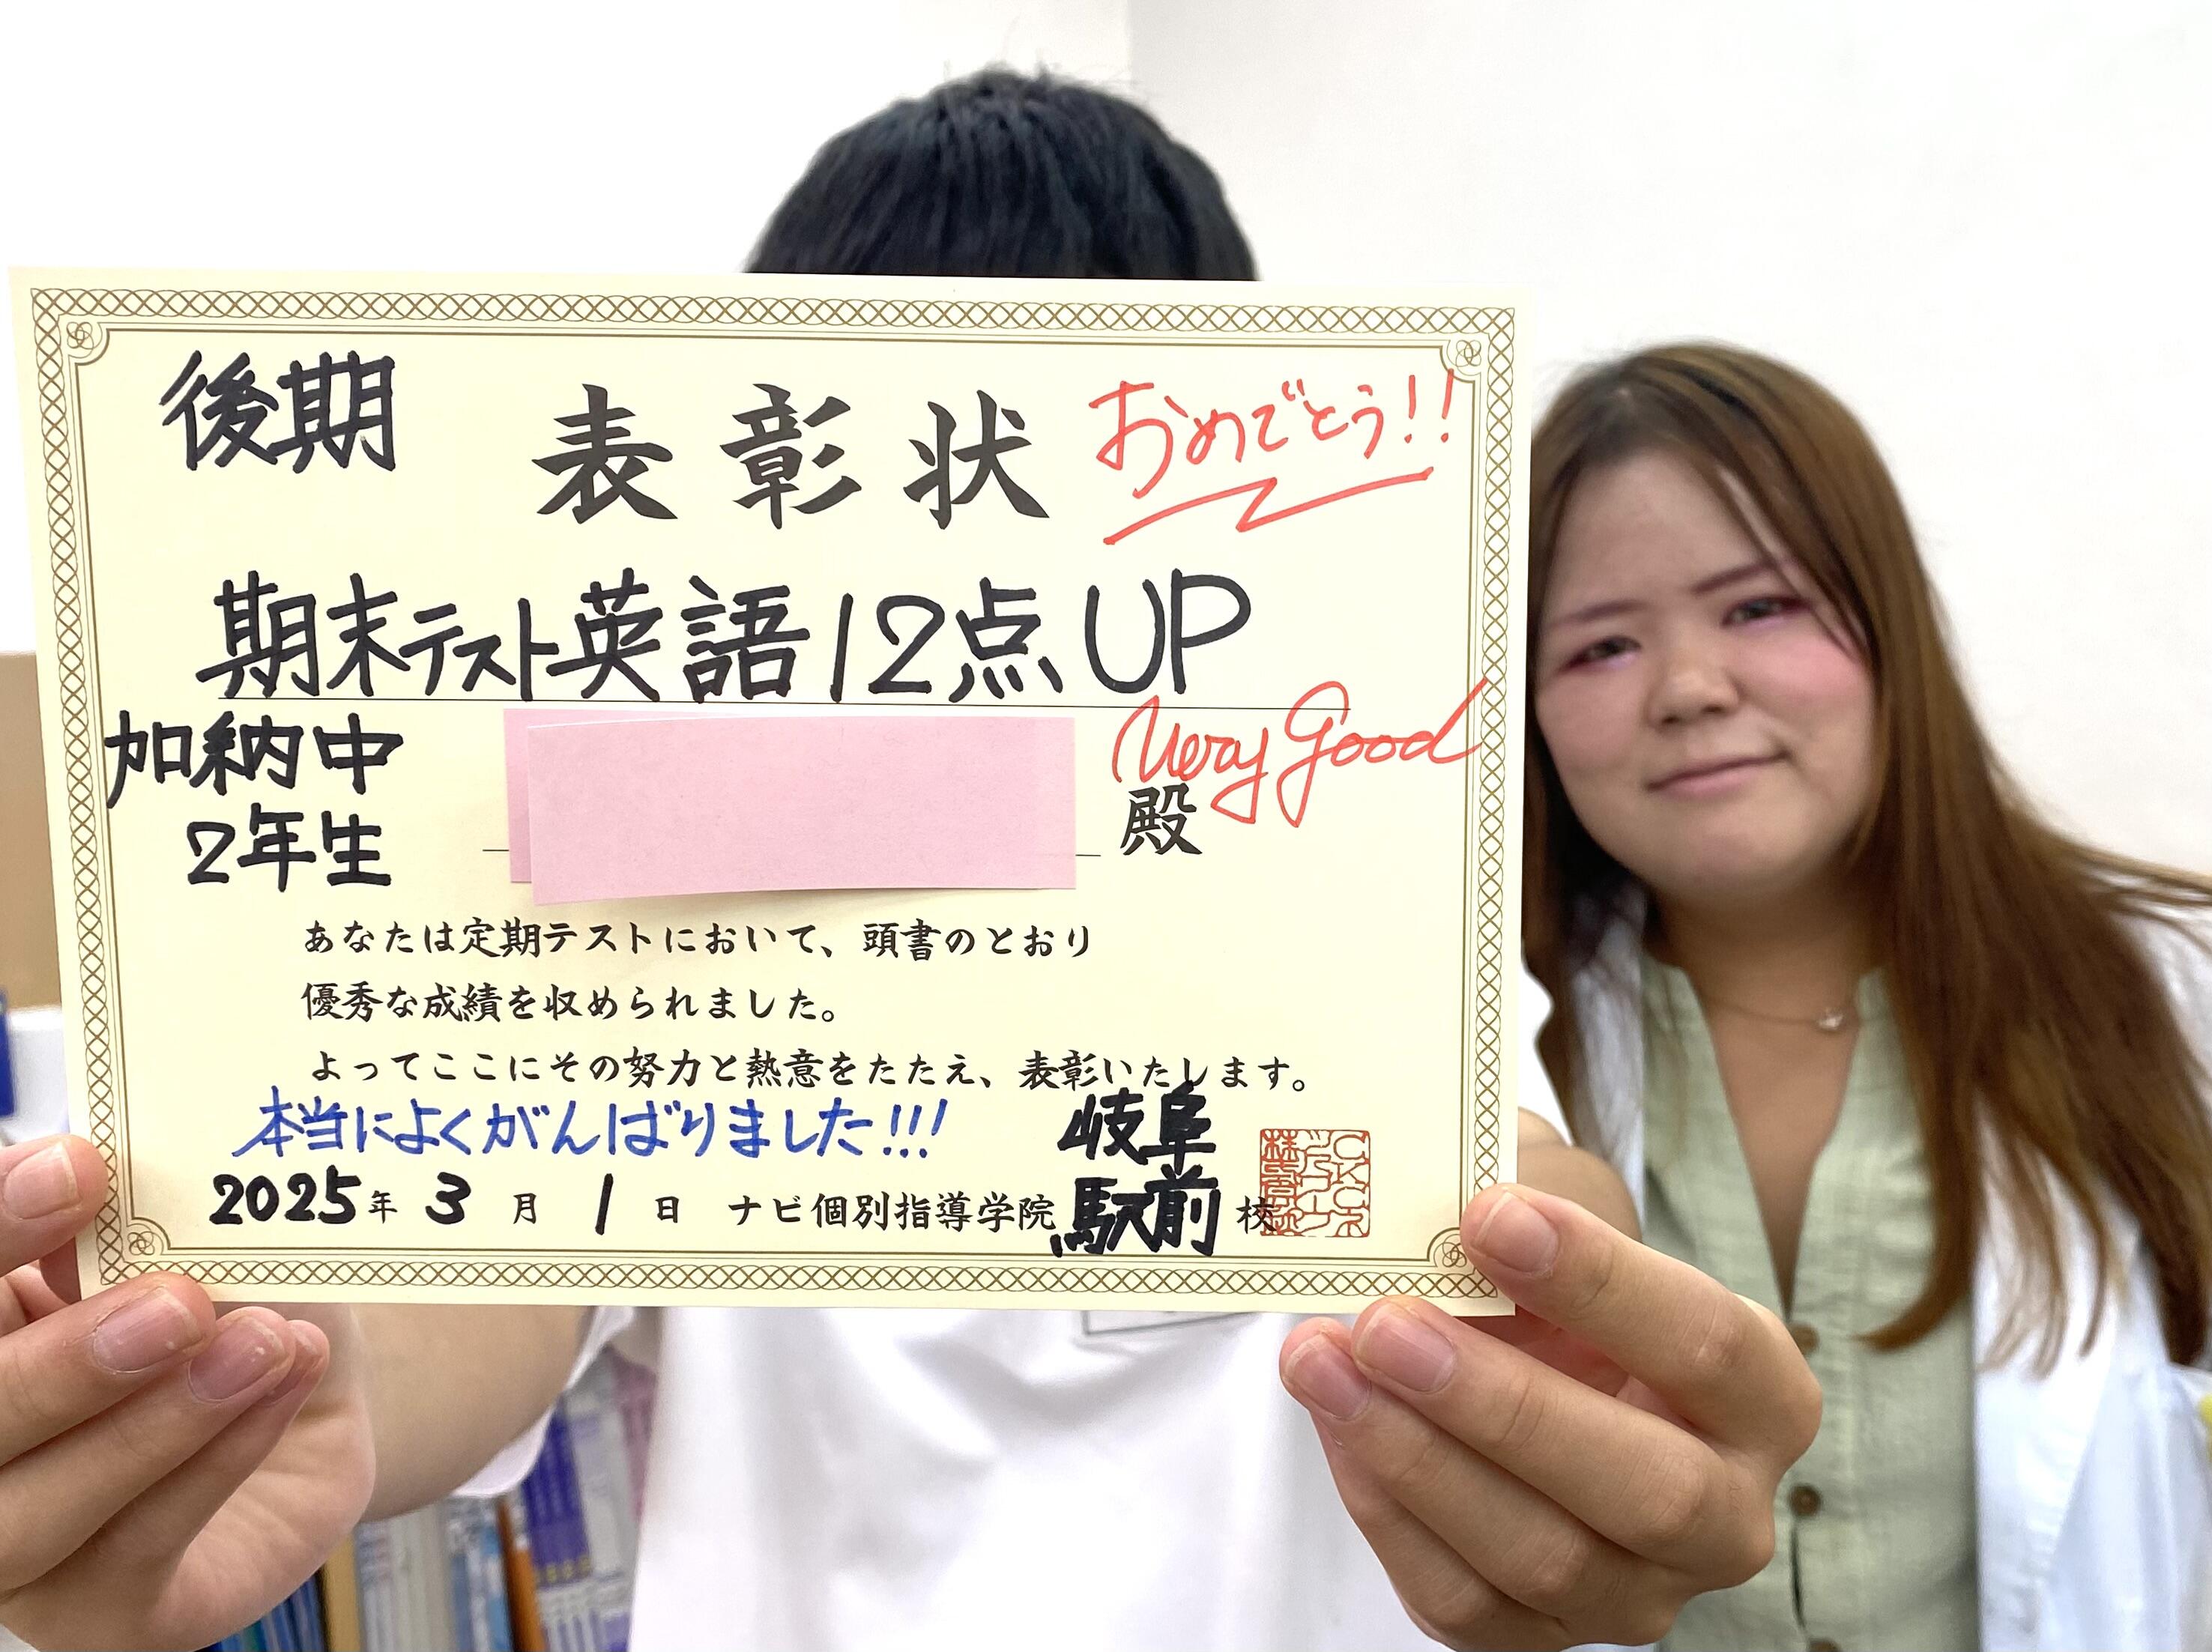 後期
表彰状
おめでとう!!
期末テスト英語12点UP
加納中
2年生
Very Good
殿
あなたは定期テストにおいて、頭書のとおり
優秀な成績を収められました。
よってここにその努力と熱意をたたえ、表彰いたします。
本当によくがんばりました!!!
2025年3月1日 ナビ個別指導学院 岐阜駅前校